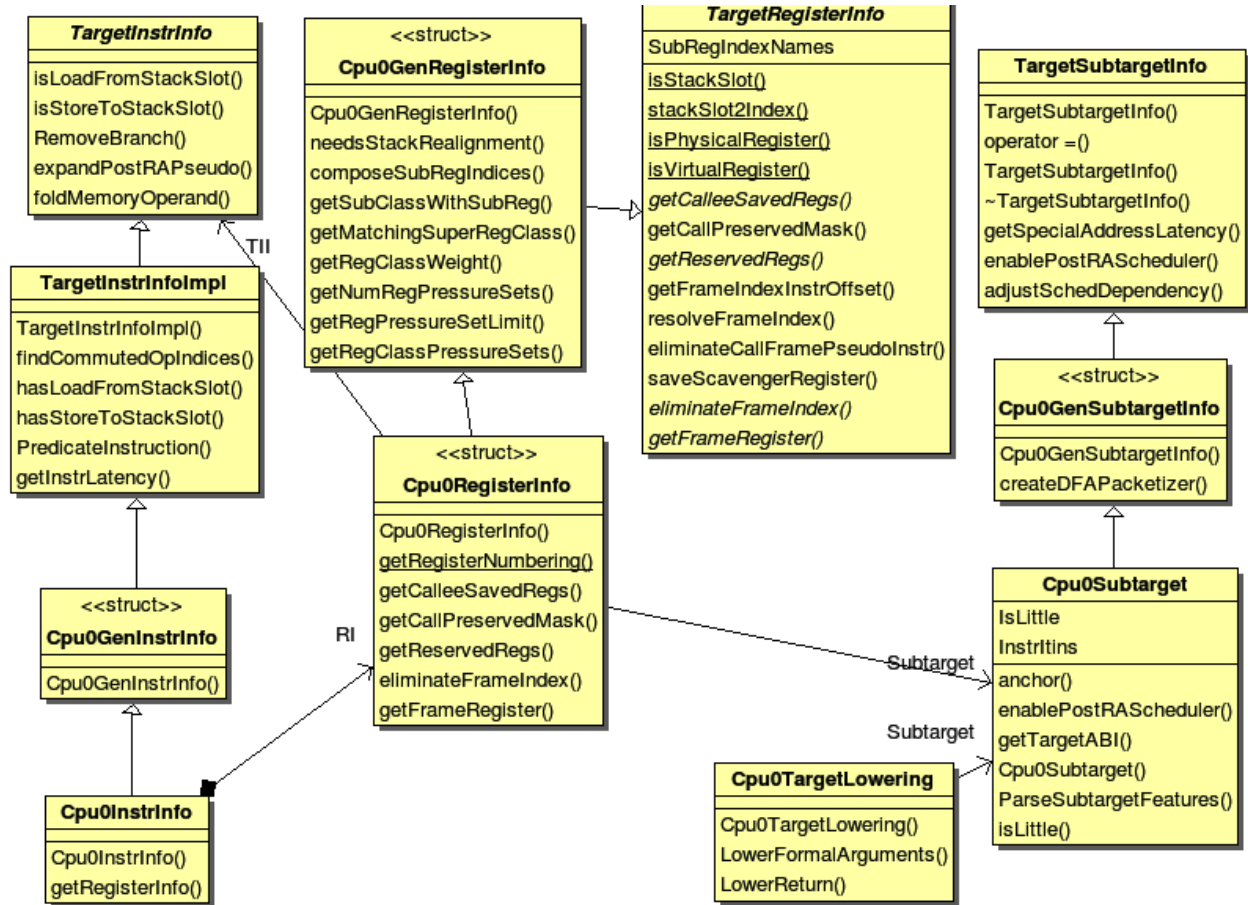 TargetInstrInfo
isLoadFromStackSlot()
isStoreToStackSlot()
RemoveBranch()
expandPostRAPseudo()
foldMemoryOperand()
<<struct>>
Cpu0GenRegisterInfo
Cpu0GenRegisterInfo()
needsStackRealignment()
composeSubRegIndices()
getSubClassWithSubReg()
getMatchingSuperRegClass()
getRegClassWeight()
getNumRegPressureSets()
getRegPressureSetLimit()
getRegClassPressureSets()
TargetRegisterInfo
SubRegIndexNames
isStackSlot()
stackSlot2Index()
isPhysicalRegister()
isVirtualRegister()
getCalleeSavedRegs()
getCallPreservedMask()
getReservedRegs()
getFrameIndexInstrOffset()
resolveFrameIndex()
eliminateCallFramePseudoInstr()
saveScavengerRegister()
eliminateFrameIndex()
getFrameRegister()
TargetSubtargetInfo
TargetSubtargetInfo()
operator =()
TargetSubtargetInfo()
~TargetSubtargetInfo()
getSpecialAddressLatency()
enablePostRAScheduler()
adjustSchedDependency()
TII
TargetInstrInfoImpl
TargetInstrInfoImpl()
findCommutedOpIndices()
hasLoadFromStackSlot()
hasStoreToStackSlot()
PredicateInstruction()
getInstrLatency()
<<struct>>
Cpu0RegisterInfo
Cpu0RegisterInfo()
getRegisterNumbering()
getCalleeSavedRegs()
getCallPreservedMask()
getReservedRegs()
eliminateFrameIndex()
getFrameRegister()
<<struct>>
Cpu0GenSubtargetInfo
Cpu0GenSubtargetInfo()
createDFAPacketizer()
<<struct>>
Cpu0GenInstrInfo
Cpu0GenInstrInfo()
RI
Subtarget
Subtarget
Cpu0Subtarget
IsLittle
InstrItins
anchor()
enablePostRAScheduler()
getTargetABI()
Cpu0Subtarget()
ParseSubtargetFeatures()
isLittle()
Cpu0InstrInfo
Cpu0InstrInfo()
getRegisterInfo()
Cpu0TargetLowering
Cpu0TargetLowering()
LowerFormalArguments()
LowerReturn()